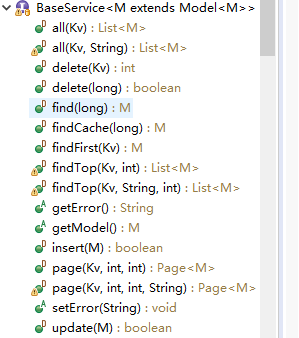 BaseService<M extends Model<M>>
all(Kv) : List<M>
all(Kv, String) : List<M>
delete(Kv) : int
delete(long) : boolean
find(long) : M
findCache(long) : M
findFirst(Kv) : M
findTop(Kv, int) : List<M>
findTop(Kv, String, int) : List<M>
A getError() : String
A getModel() : M
insert(M) : boolean
page(Kv, int, int) : Page<M>
page(Kv, int, int, String) : Page<M>
A setError(String) : void
update(M) : boolean